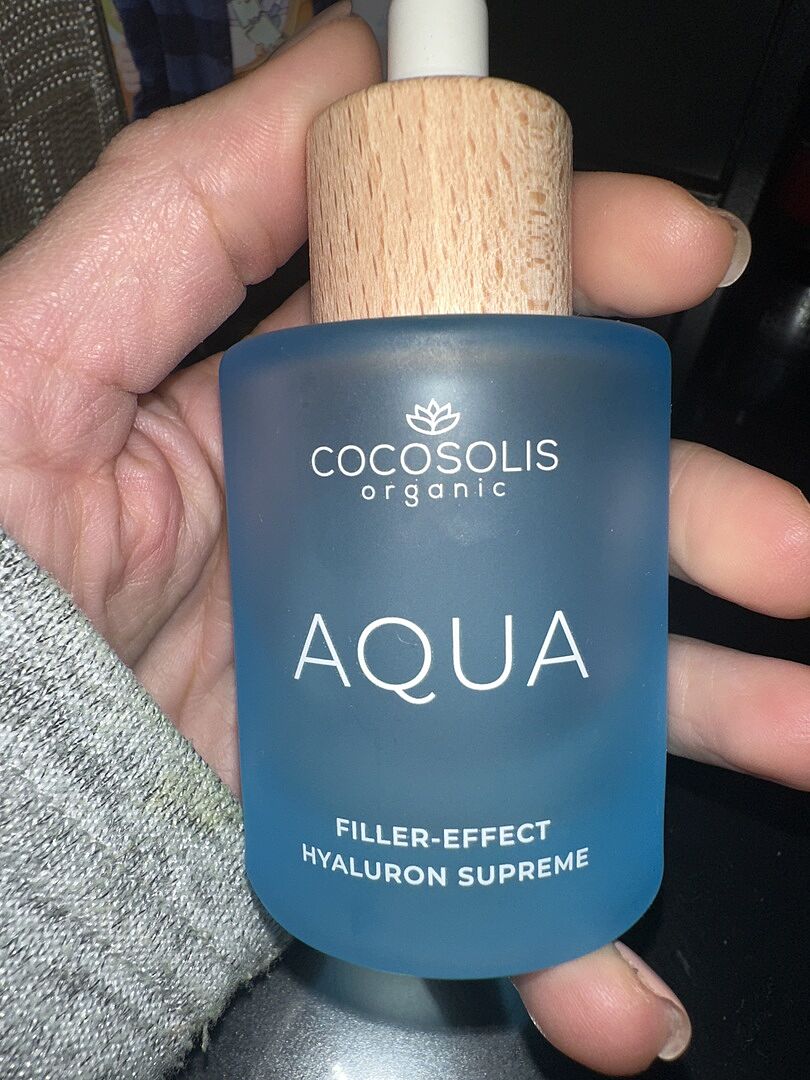 COCOSOLIS
organic
AQUA
FILLER-EFFECT
HYALURON SUPREME